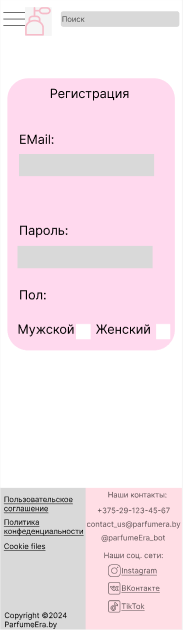 Поиск
Регистрация
EMail:
Пароль:
Пол:
Мужской Женский
Пользовательское
соглашение
Политика
конфеденциальности
Cookie files
Copyright ©2024
ParfumeEra.by
Наши контакты:
+375-29-123-45-67
contact_us@parfumera.by
@parfumeEra_bot
Наши соц. сети:
Instagram
ВКонтакте
TikTok